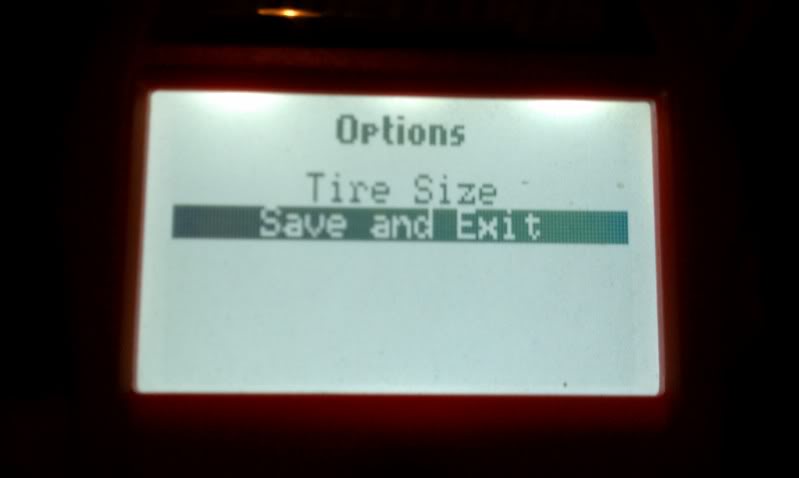 Options
Tire Size
Save and Exit